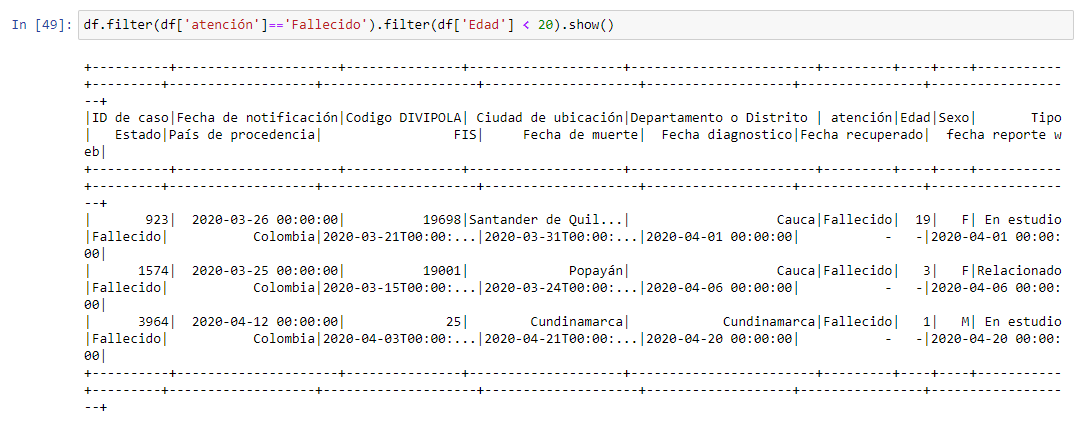 In [49]: df.filter(df['atención']=='Fallecido').filter(df['Edad'] < 20).show()
+----------+---------------------+---------------+--------------------+-----------------------+---------+----+----+-----------
+---------+-------------------+--------------------+--------------------+-------------------+----------------+--------------
--+
|ID de caso|Fecha de notificación|Codigo DIVIPOLA| Ciudad de ubicación|Departamento o Distrito | atención|Edad|Sexo|       Tipo
|   Estado|País de procedencia|                 FIS|     Fecha de muerte|  Fecha diagnostico|Fecha recuperado|  fecha reporte w
eb|
+----------+---------------------+---------------+--------------------+-----------------------+---------+----+----+-----------
+---------+-------------------+--------------------+--------------------+-------------------+----------------+--------------
--+
|       923|  2020-03-26 00:00:00|          19698|Santander de Quil...|                   Cauca|Fallecido|  19|   F| En estudio
|Fallecido|           Colombia|2020-03-21T00:00:...|2020-03-31T00:00:...|2020-04-01 00:00:00|           -   -|2020-04-01 00:00:
00|
|      1574|  2020-03-25 00:00:00|          19001|             Popayán|                   Cauca|Fallecido|   3|   F|Relacionado
|Fallecido|           Colombia|2020-03-15T00:00:...|2020-03-24T00:00:...|2020-04-06 00:00:00|           -   -|2020-04-06 00:00:
00|
|      3964|  2020-04-12 00:00:00|             25|        Cundinamarca|            Cundinamarca|Fallecido|   1|   M| En estudio
|Fallecido|           Colombia|2020-04-03T00:00:...|2020-04-21T00:00:...|2020-04-20 00:00:00|           -   -|2020-04-20 00:00:
00|
+----------+---------------------+---------------+--------------------+-----------------------+---------+----+----+-----------
+---------+-------------------+--------------------+--------------------+-------------------+----------------+--------------
--+